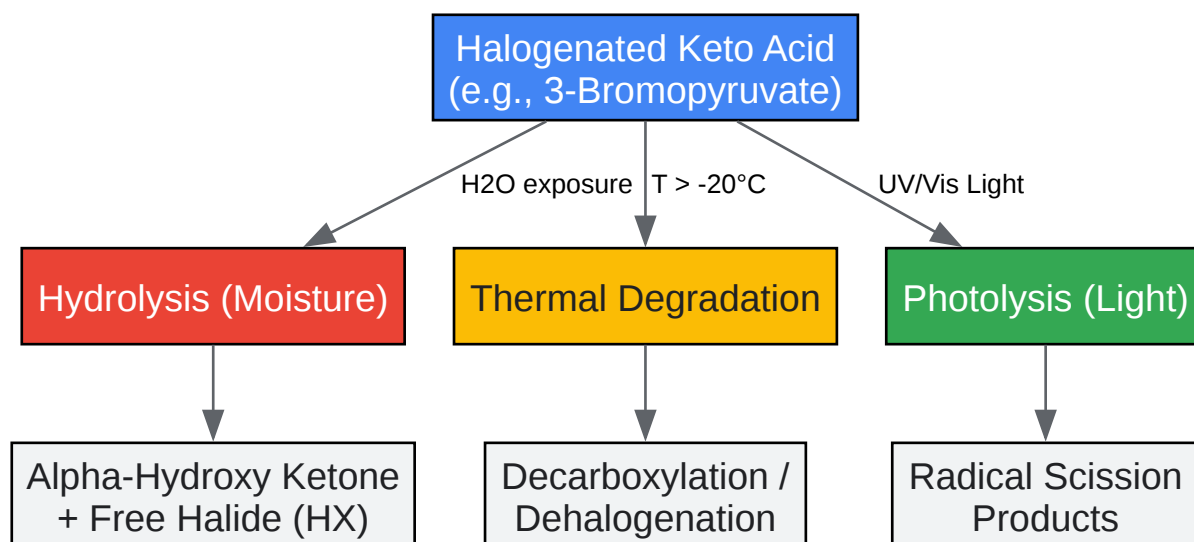 Halogenated Keto Acid
(e.g., 3-Bromopyruvate)
H2O exposure
T > -20°C
UV/Vis Light
Hydrolysis (Moisture)
Thermal Degradation
Photolysis (Light)
Alpha-Hydroxy Ketone
+ Free Halide (HX)
Decarboxylation /
Dehalogenation
Radical Scission
Products